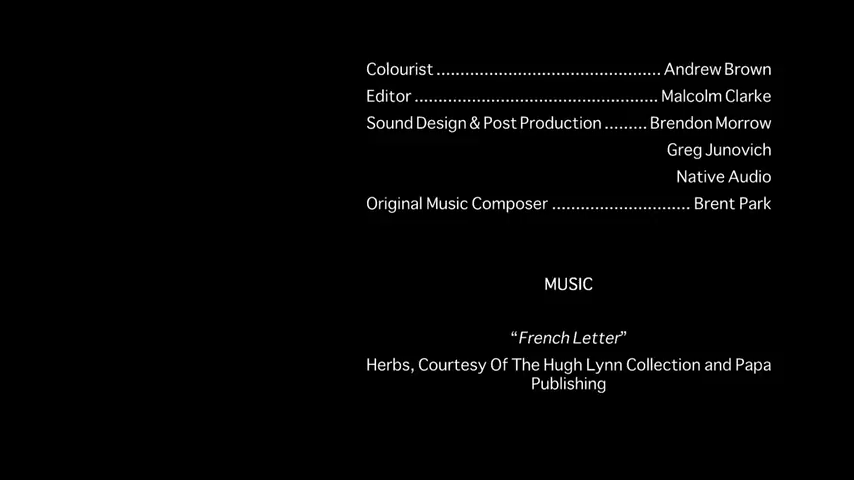 Colourist ............................................... Andrew Brown
Editor ................................................... Malcolm Clarke
Sound Design & Post Production ......... Brendon Morrow
Greg Junovich
Native Audio
Original Music Composer ............................. Brent Park
MUSIC
“French Letter”
Herbs, Courtesy Of The Hugh Lynn Collection and Papa
Publishing